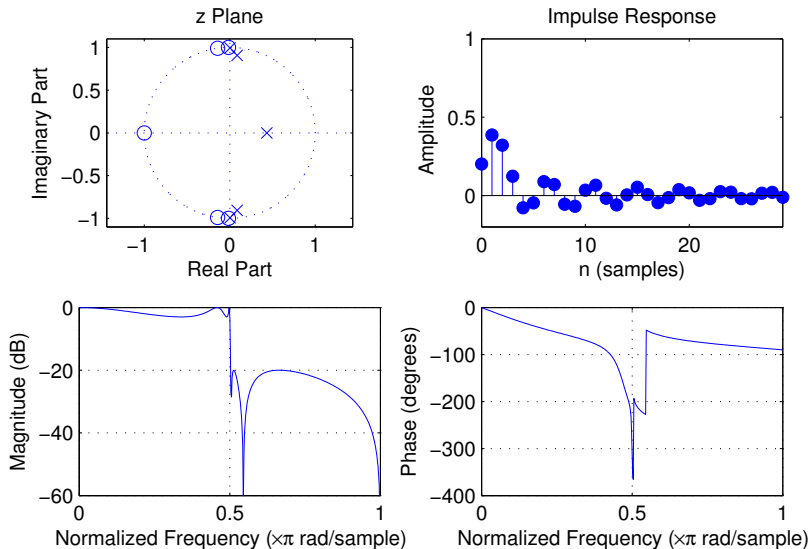 z Plane
1
0.5
0
−0.5
−1
−1
0
1
Imaginary Part
Real Part
Impulse Response
1
0.5
0
0
10
20
Amplitude
n (samples)
0
−20
−40
−60
0
0.5
1
Magnitude (dB)
Normalized Frequency (×π rad/sample)
0
−100
−200
−300
−400
0
0.5
1
Phase (degrees)
Normalized Frequency (×π rad/sample)